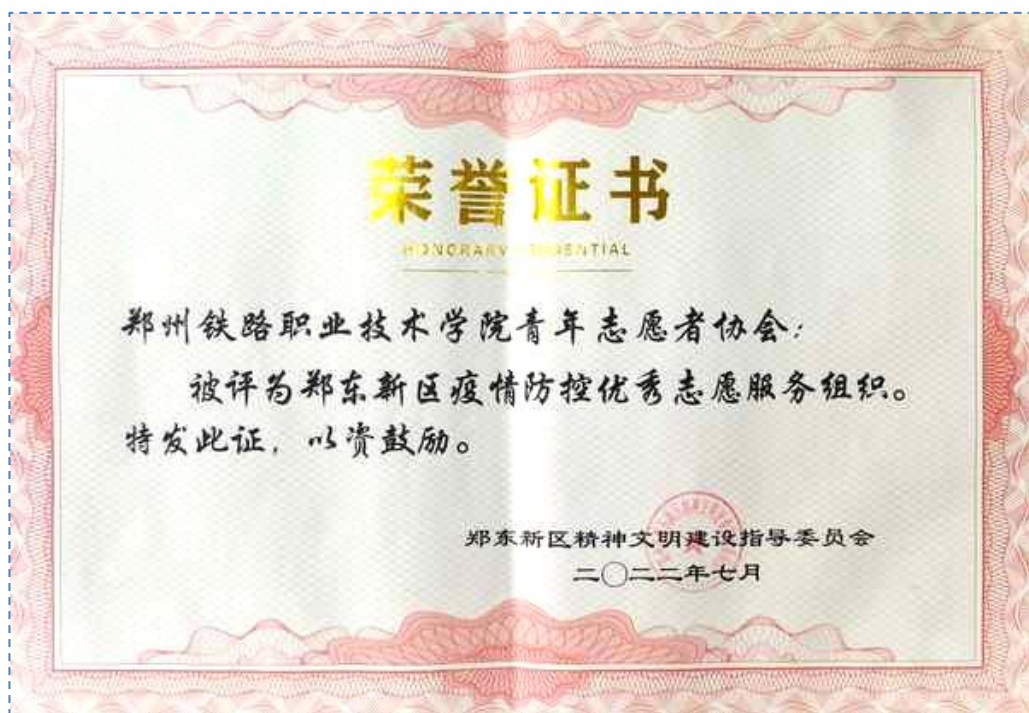 荣誉证书
HONORARY CREDENTIAL
郑州铁路职业技术学院青年志愿者协会：
被评为郑东新区疫情防控优秀志愿服务组织。
特发此证，以资鼓励。
郑东新区精神文明建设指导委员会
二〇二二年七月